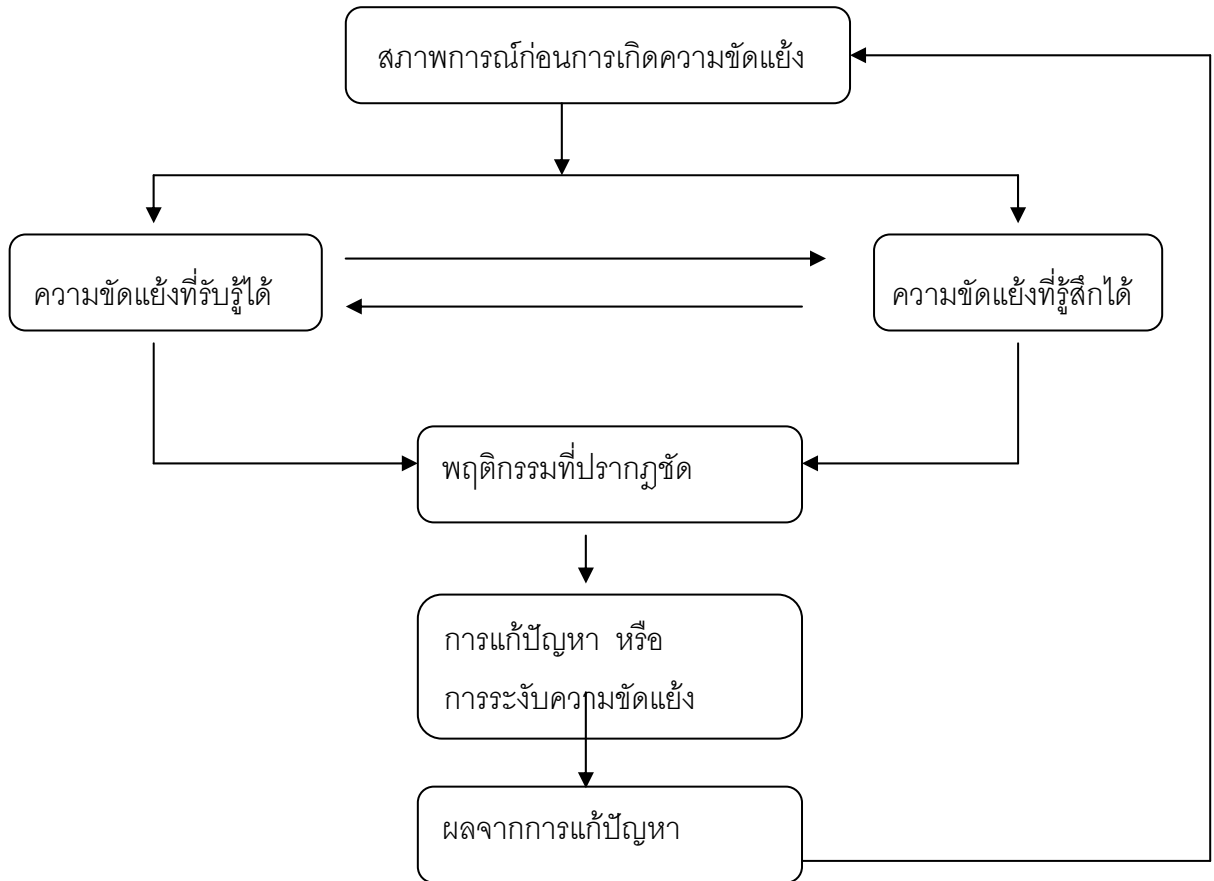 สภาพการณ์ก่อนการเกิดความขัดแย้ง
ความขัดแย้งที่รับรู้ได้
ความขัดแย้งที่รู้สึกได้
พฤติกรรมที่ปรากฏชัด
การแก้ปัญหา หรือ
การระงับความขัดแย้ง
ผลจากการแก้ปัญหา